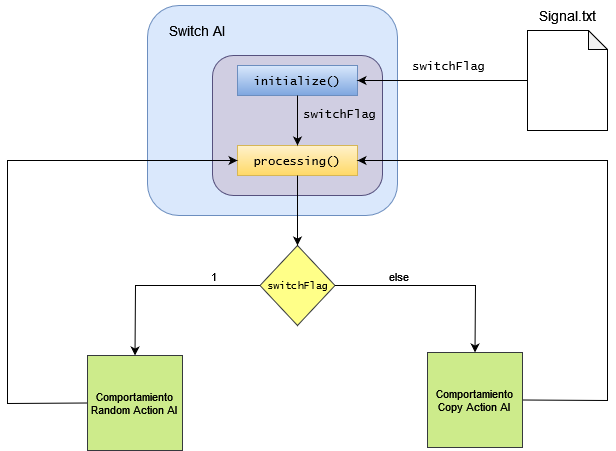 Signal.txt
Switch AI
switchFlag
initialize()
switchFlag
processing()
1
switchFlag
else
Comportamiento
Random Action AI
Comportamiento
Copy Action AI